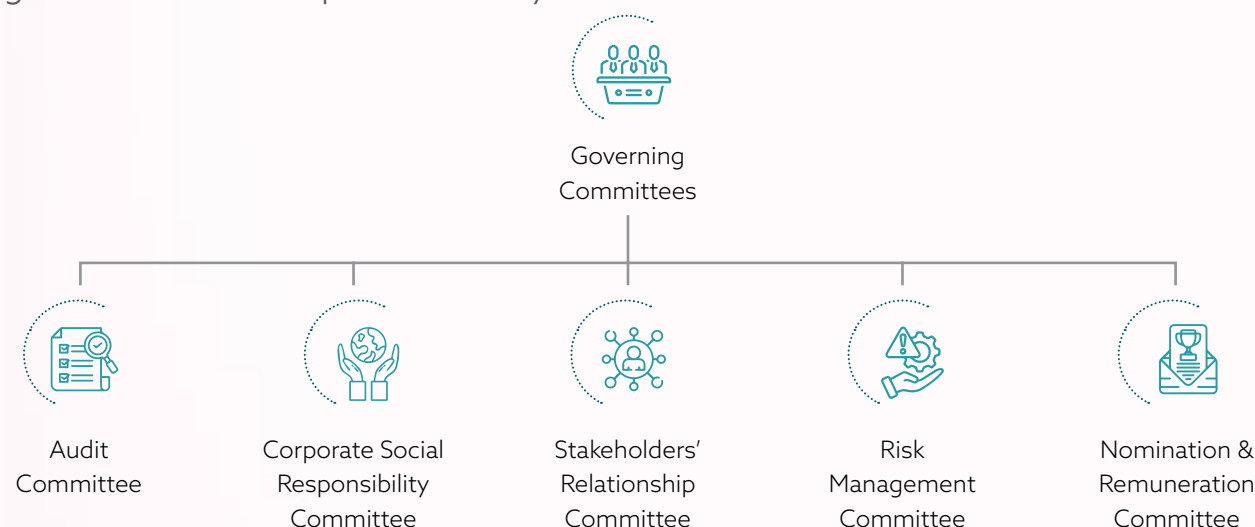 Governing
Committees
Audit
Committee
Corporate Social
Responsibility
Committee
Stakeholders’
Relationship
Committee
Risk
Management
Committee
Nomination &
Remuneration
Committee